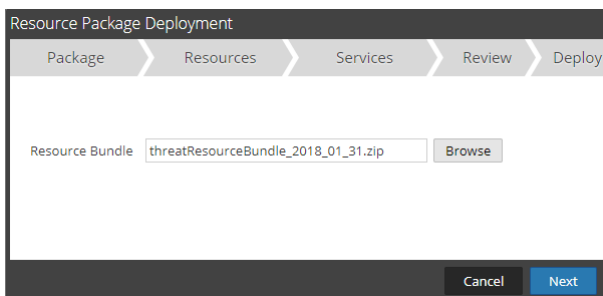 Resource Package Deployment
Package Resources Services Review Deploy
Resource Bundle threatResourceBundle_2018_01_31.zip Browse
Cancel Next